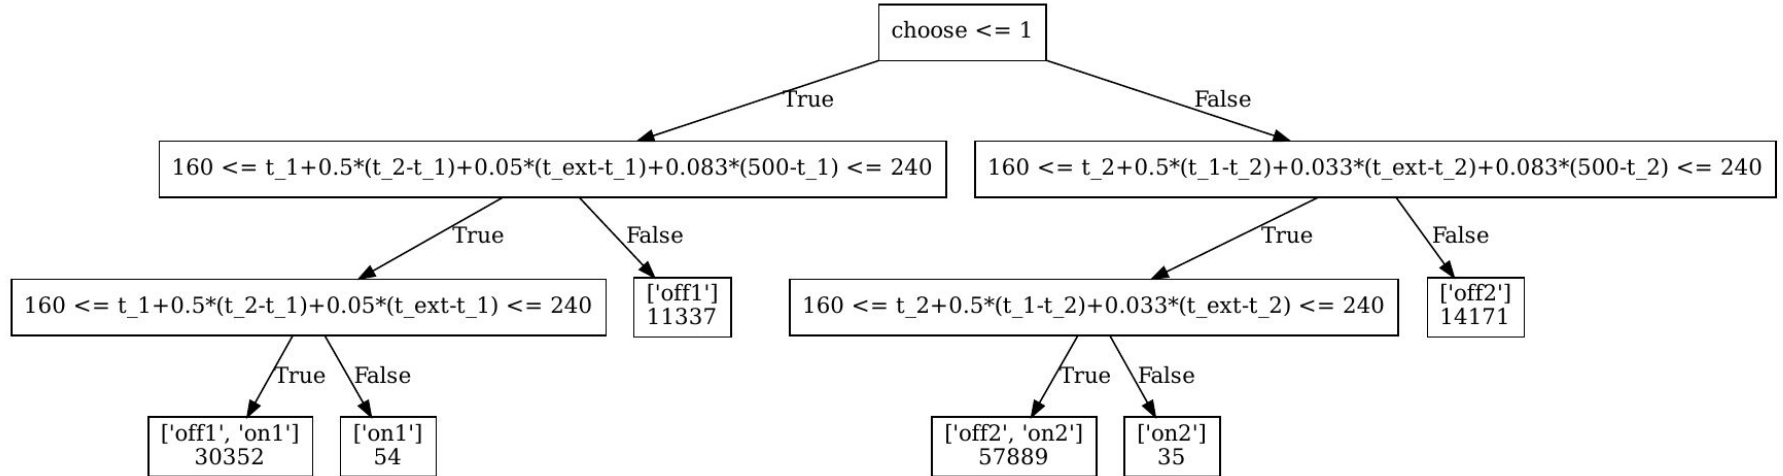 choose <= 1
True
False
160 <= t_1+0.5*(t_2-t_1)+0.05*(t_ext-t_1)+0.083*(500-t_1) <= 240
160 <= t_2+0.5*(t_1-t_2)+0.033*(t_ext-t_2)+0.083*(500-t_2) <= 240
True
False
True
False
160 <= t_1+0.5*(t_2-t_1)+0.05*(t_ext-t_1) <= 240
['off1']
11337
160 <= t_2+0.5*(t_1-t_2)+0.033*(t_ext-t_2) <= 240
['off2']
14171
True
False
True
False
['off1', 'on1']
30352
['on1']
54
['off2', 'on2']
57889
['on2']
35